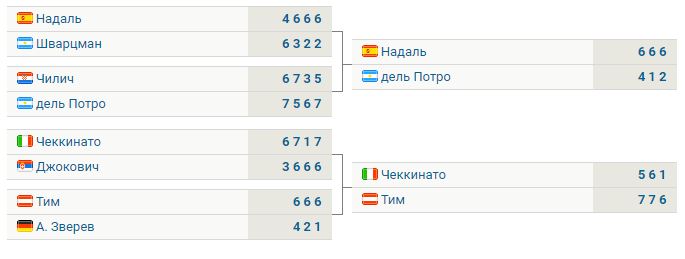 Надаль 4 6 6 6
Шварцман 6 3 2 2
Чилич 6 7 3 5
дель Потро 7 5 6 7
Чеккинато 6 7 1 7
Джокович 3 6 6 6
Тим 6 6 6
А. Зверев 4 2 1
Надаль 6 6 6
дель Потро 4 1 2
Чеккинато 5 6 1
Тим 7 7 6